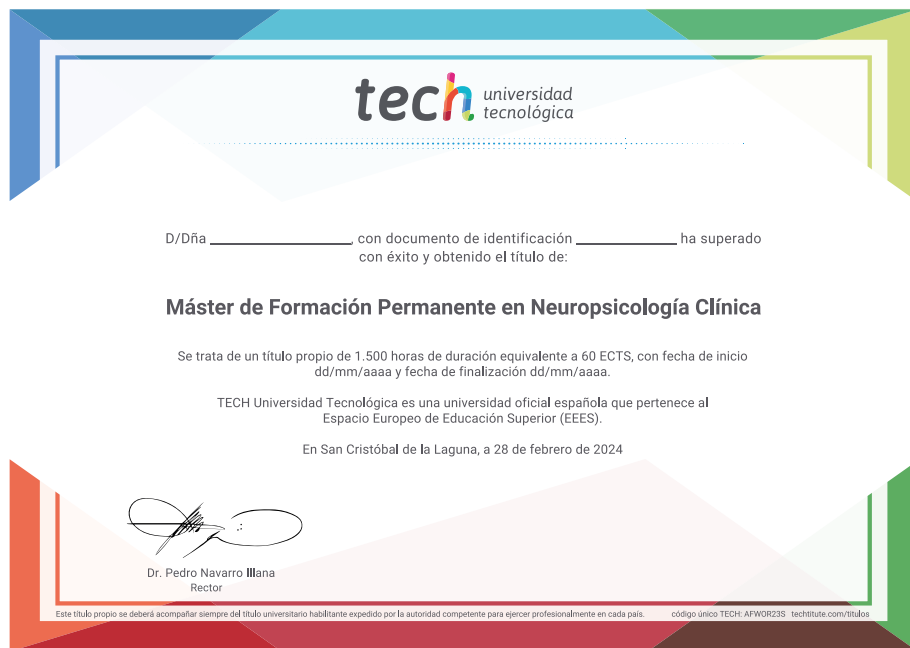 tech universidad
tecnológica
D/Dña ______________, con documento de identificación __________ ha superado
con éxito y obtenido el título de:
Máster de Formación Permanente en Neuropsicología Clínica
Se trata de un título propio de 1.500 horas de duración equivalente a 60 ECTS, con fecha de inicio
dd/mm/aaaa y fecha de finalización dd/mm/aaaa.
TECH Universidad Tecnológica es una universidad oficial española que pertenece al
Espacio Europeo de Educación Superior (EEES).
En San Cristóbal de la Laguna, a 28 de febrero de 2024
Dr. Pedro Navarro Illana
Rector
Este título propio se deberá acompañar siempre del título universitario habilitante expedido por la autoridad competente para ejercer profesionalmente en cada país. código único TECH: AFWOR23S techtitute.com/titulos